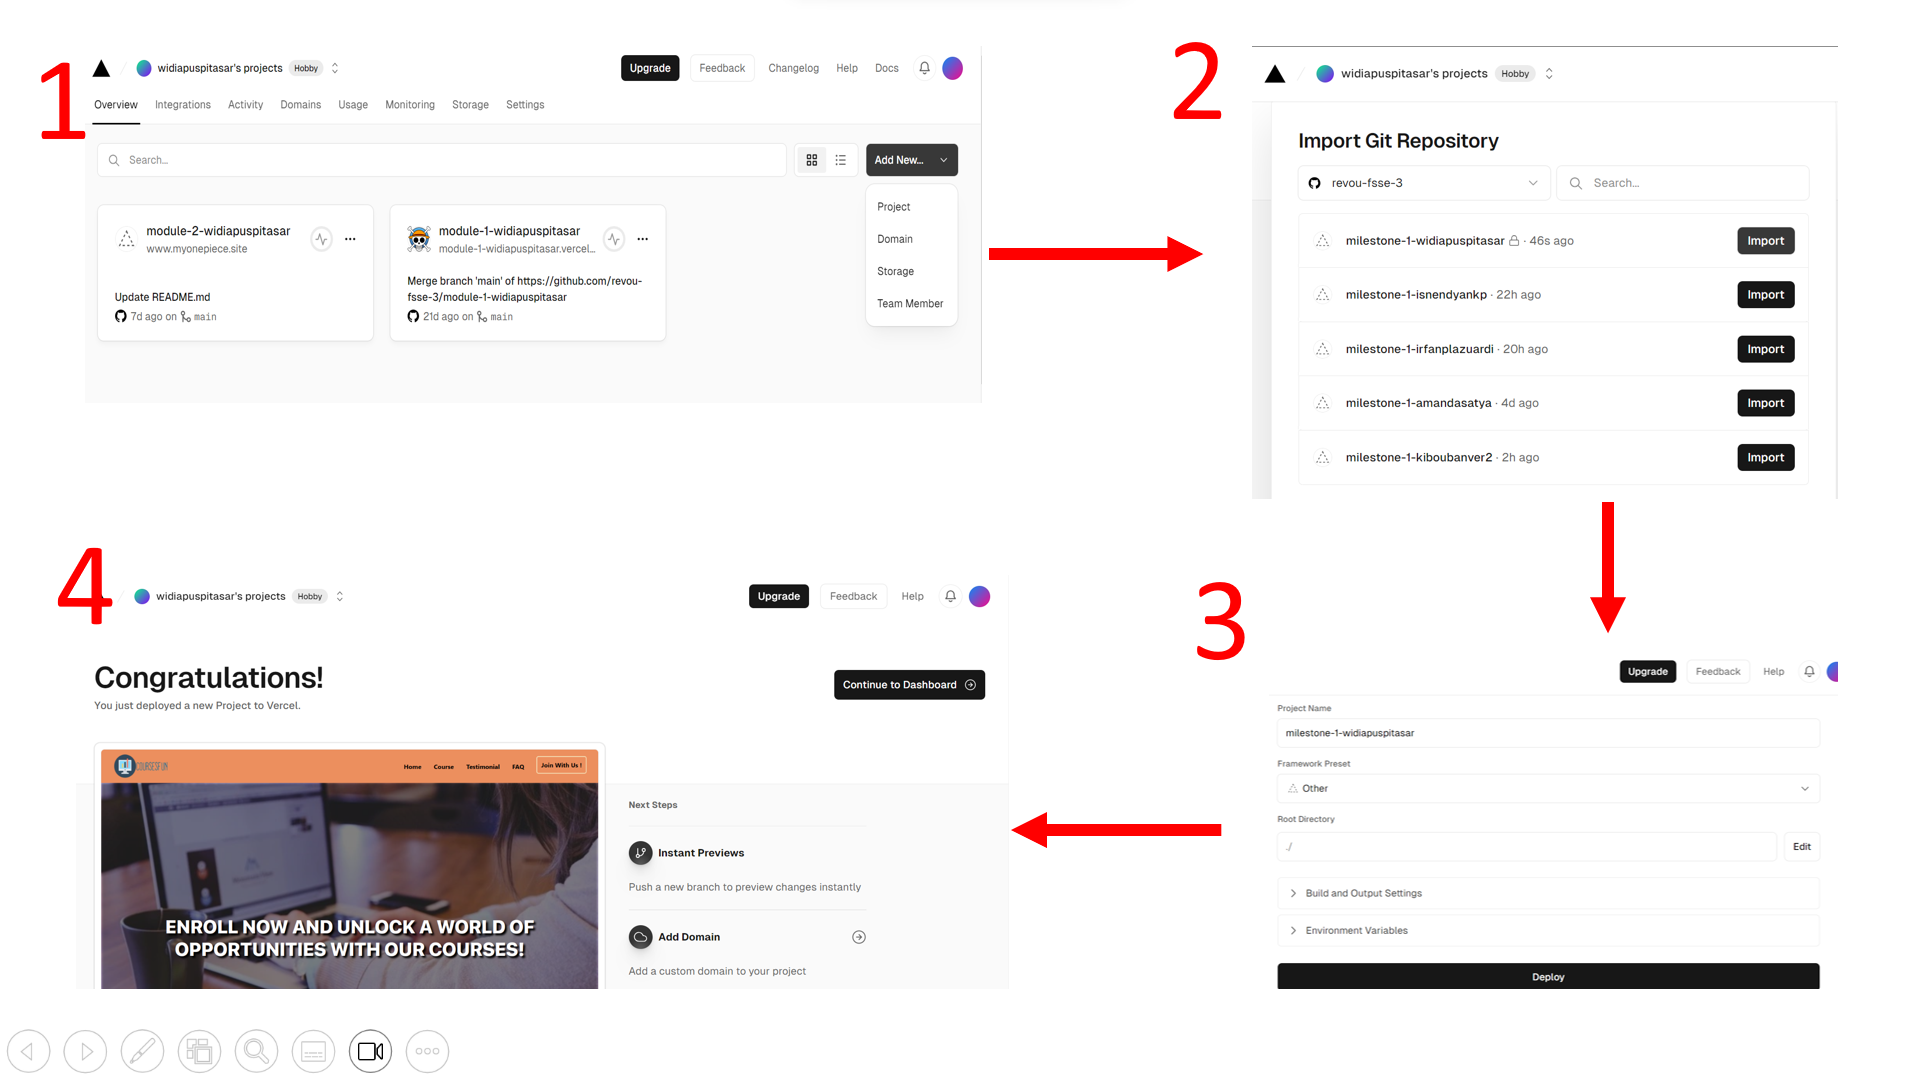 1
widiapuspitasar's projects Hobby
Upgrade Feedback Changelog Help Docs
Overview Integrations Activity Domains Usage Monitoring Storage Settings
Search...
Add New...
Project
Domain
Storage
Team Member
module-2-widiapuspitasar
www.myonepiece.site
Update README.md
7d ago on main
module-1-widiapuspitasar
module-1-widiapuspitasar.vercel...
Merge branch 'main' of https://github.com/revou-
fsse-3/module-1-widiapuspitasar
21d ago on main
2
widiapuspitasar's projects Hobby
Import Git Repository
revou-fsse-3
Search...
milestone-1-widiapuspitasar · 46s ago Import
milestone-1-isnendyankp · 22h ago Import
milestone-1-irfanplazuardi · 20h ago Import
milestone-1-amandasatya · 4d ago Import
milestone-1-kiboubanver2 · 2h ago Import
3
Upgrade Feedback Help
Project Name
milestone-1-widiapuspitasar
Framework Preset
Other
Root Directory
./
Edit
Build and Output Settings
Environment Variables
Deploy
4
widiapuspitasar's projects Hobby
Upgrade Feedback Help
Congratulations!
You just deployed a new Project to Vercel.
Continue to Dashboard
COURSEFUN
Home Course Testimonial FAQ Join With Us !
ENROLL NOW AND UNLOCK A WORLD OF
OPPORTUNITIES WITH OUR COURSES!
Next Steps
Instant Previews
Push a new branch to preview changes instantly
Add Domain
Add a custom domain to your project